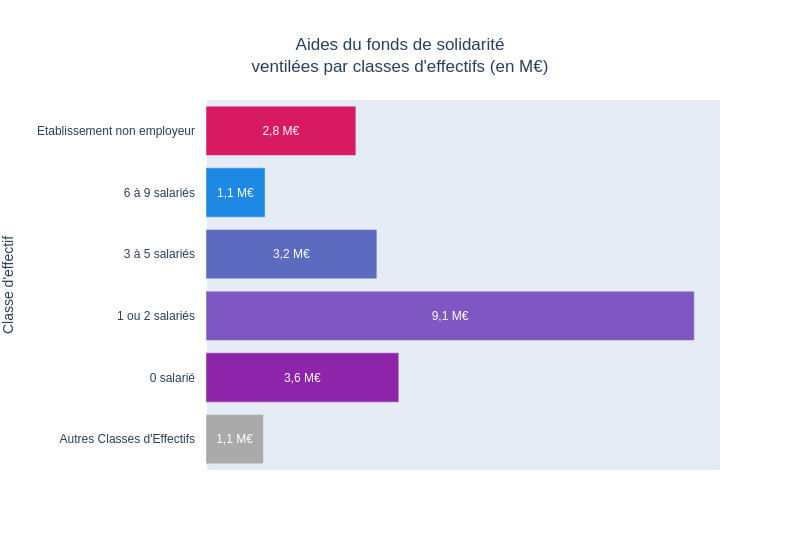 Aides du fonds de solidarité
ventilées par classes d'effectifs (en M€)
Classe d'effectif
Etablissement non employeur
2,8 M€
6 à 9 salariés
1,1 M€
3 à 5 salariés
3,2 M€
1 ou 2 salariés
9,1 M€
0 salarié
3,6 M€
Autres Classes d'Effectifs
1,1 M€